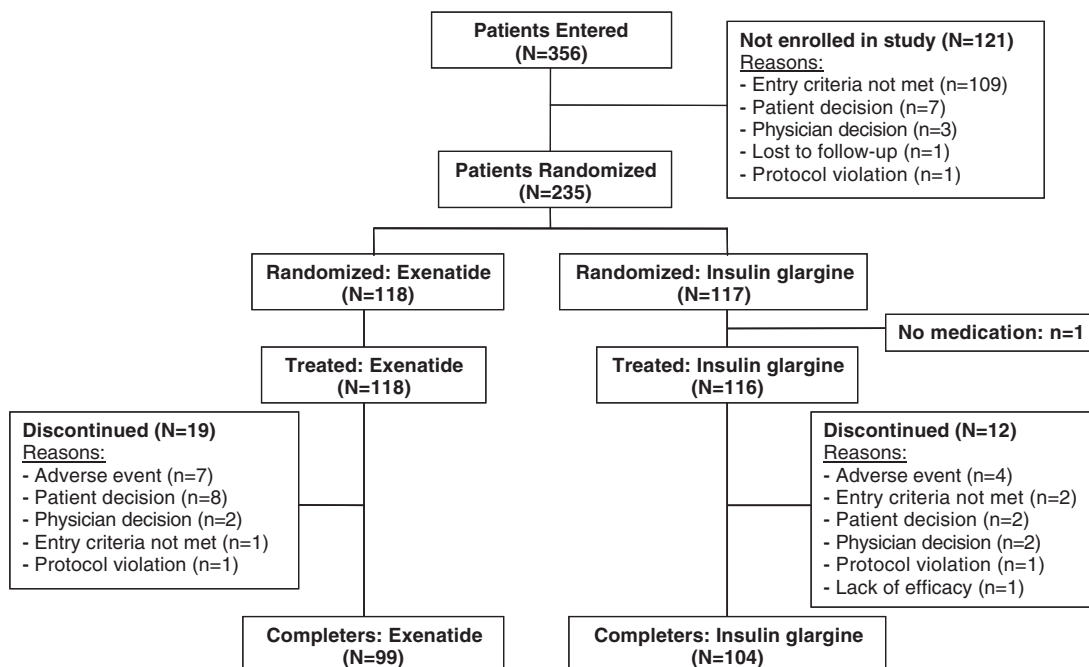 Patients Entered
(N=356)
Not enrolled in study (N=121)
Reasons:
- Entry criteria not met (n=109)
- Patient decision (n=7)
- Physician decision (n=3)
- Lost to follow-up (n=1)
- Protocol violation (n=1)
Patients Randomized
(N=235)
Randomized: Exenatide
(N=118)
Randomized: Insulin glargine
(N=117)
No medication: n=1
Treated: Exenatide
(N=118)
Treated: Insulin glargine
(N=116)
Discontinued (N=19)
Reasons:
- Adverse event (n=7)
- Patient decision (n=8)
- Physician decision (n=2)
- Entry criteria not met (n=1)
- Protocol violation (n=1)
Discontinued (N=12)
Reasons:
- Adverse event (n=4)
- Entry criteria not met (n=2)
- Patient decision (n=2)
- Physician decision (n=2)
- Protocol violation (n=1)
- Lack of efficacy (n=1)
Completers: Exenatide
(N=99)
Completers: Insulin glargine
(N=104)